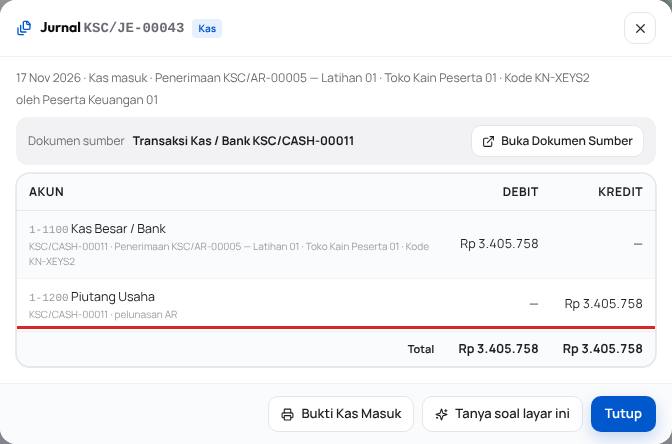 Jurnal KSC/JE-00043 Kas
17 Nov 2026 · Kas masuk · Penerimaan KSC/AR-00005 — Latihan 01 · Toko Kain Peserta 01 · Kode KN-XEYS2
oleh Peserta Keuangan 01
Dokumen sumber Transaksi Kas / Bank KSC/CASH-00011 Buka Dokumen Sumber
AKUN DEBIT KREDIT
1-1100 Kas Besar / Bank Rp 3.405.758 —
KSC/CASH-00011 · Penerimaan KSC/AR-00005 — Latihan 01 · Toko Kain Peserta 01 · Kode
KN-XEYS2
1-1200 Piutang Usaha — Rp 3.405.758
KSC/CASH-00011 · pelunasan AR
Total Rp 3.405.758 Rp 3.405.758
Bukti Kas Masuk Tanya soal layar ini Tutup